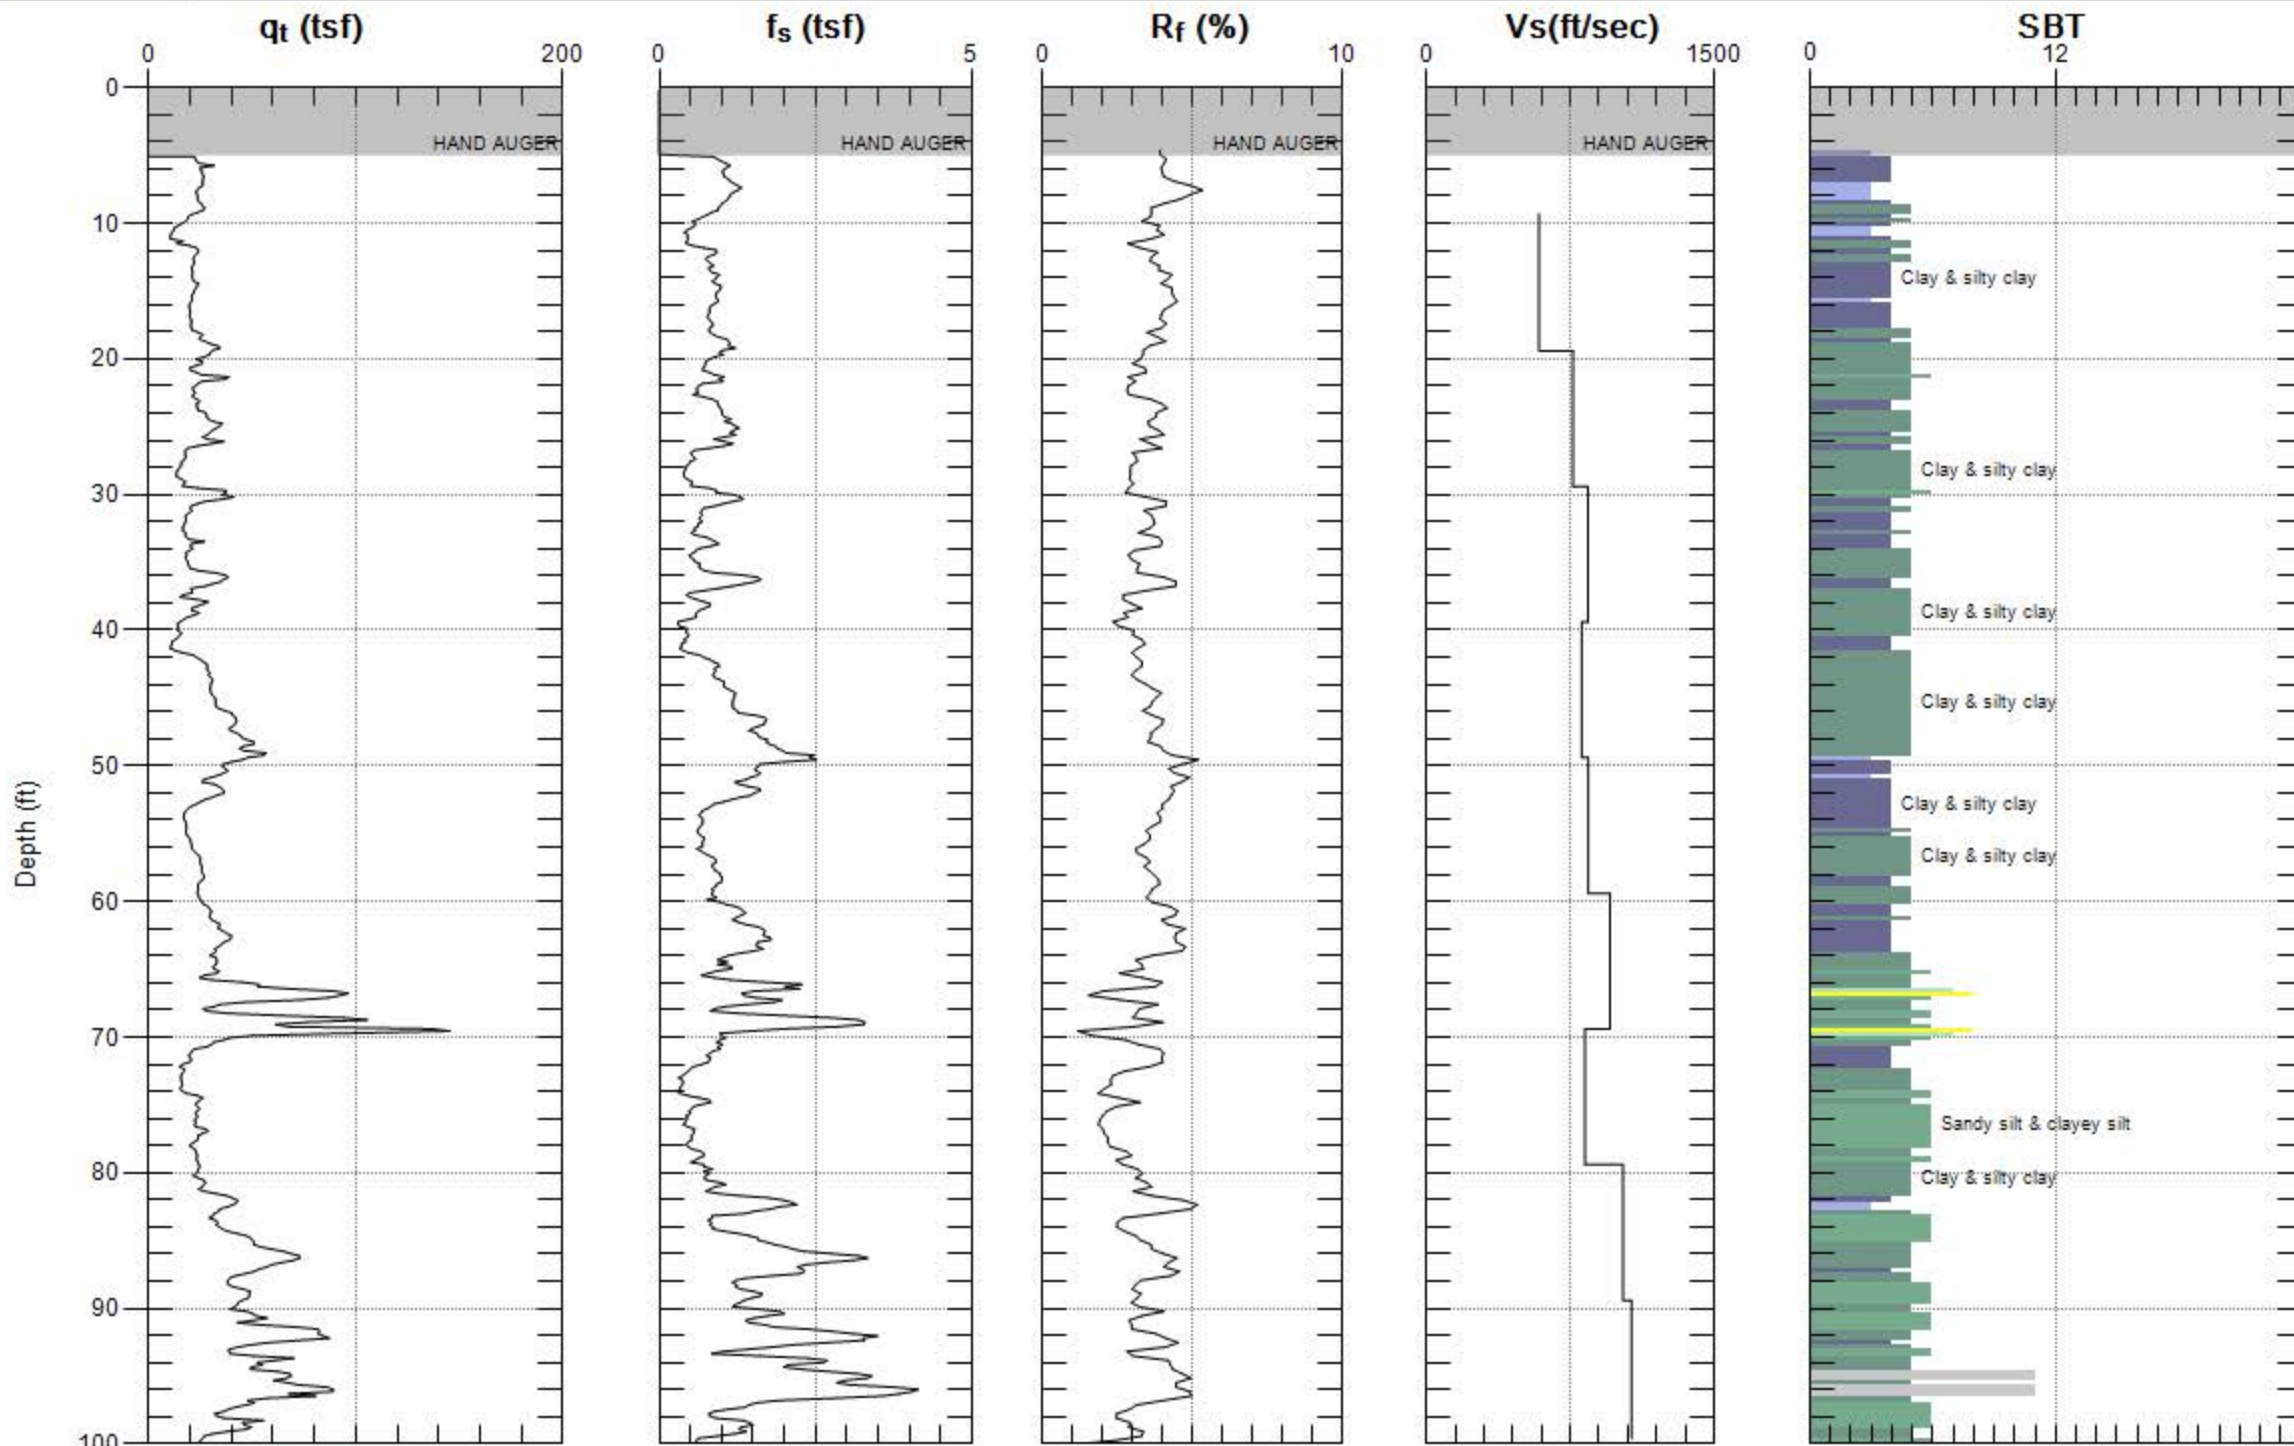 qt (tsf) fs (tsf) Rf (%) Vs(ft/sec) SBT
0 200 0 5 0 10 0 1500 0 12
0
HAND AUGER HAND AUGER HAND AUGER HAND AUGER
10
Clay & silty clay
20
Clay & silty clay
30
Clay & silty clay
40
Clay & silty clay
50
Clay & silty clay
Depth (ft)
Clay & silty clay
60
70
Sandy silt & clayey silt
80
Clay & silty clay
90
100